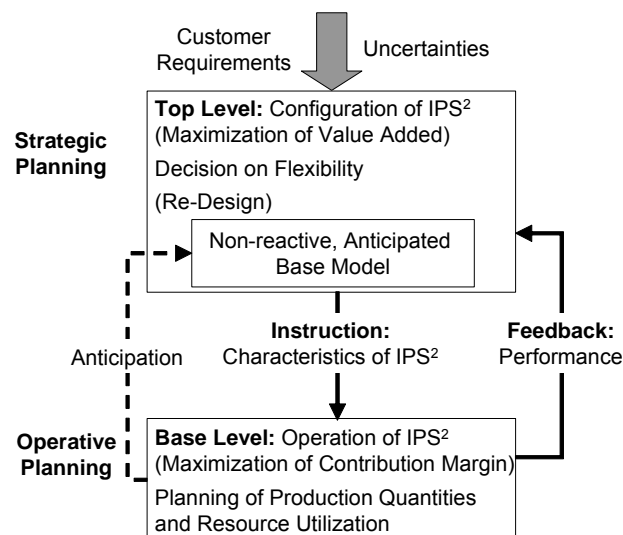 Customer
Requirements
Uncertainties
Strategic
Planning
Top Level: Configuration of IPS²
(Maximization of Value Added)
Decision on Flexibility
(Re-Design)
Non-reactive, Anticipated
Base Model
Anticipation
Instruction:
Characteristics of IPS²
Feedback:
Performance
Operative
Planning
Base Level: Operation of IPS²
(Maximization of Contribution Margin)
Planning of Production Quantities
and Resource Utilization